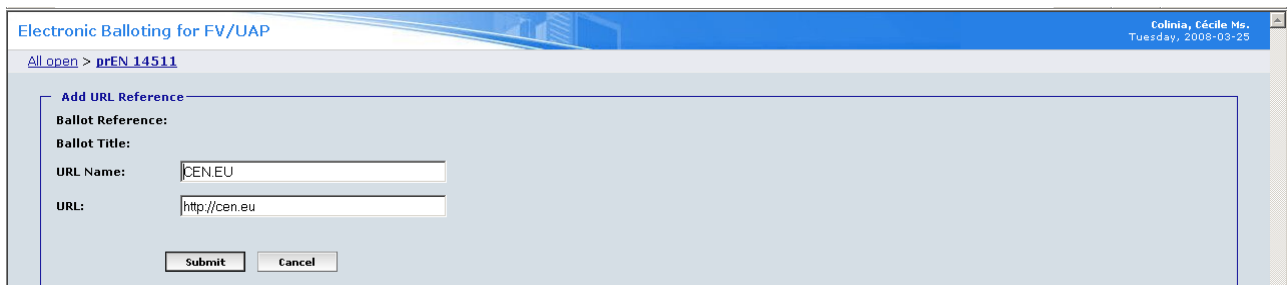 Electronic Balloting for FV/UAP
Colinia, Cécile Ms.
Tuesday, 2008-03-25
All open > prEN 14511
Add URL Reference
Ballot Reference:
Ballot Title:
URL Name: CEN.EU
URL: http://cen.eu
Submit Cancel